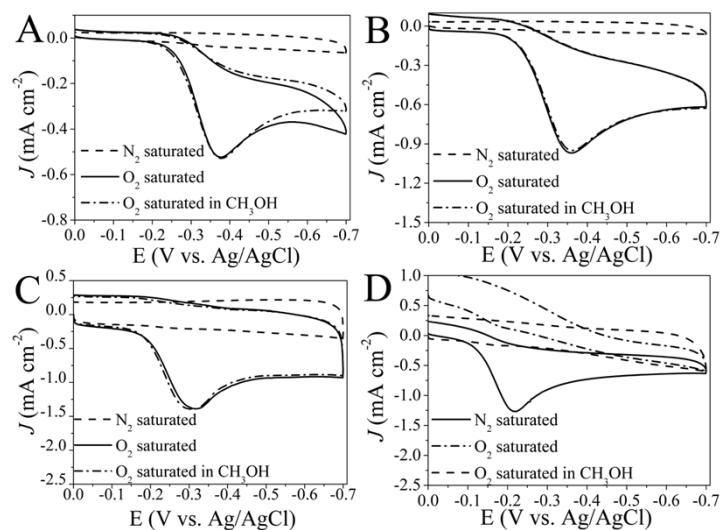 A
0.0
-0.2
-0.4
-0.6
-0.8
J (mA cm-2)
N2 saturated
O2 saturated
O2 saturated in CH3OH
0.0 -0.1 -0.2 -0.3 -0.4 -0.5 -0.6 -0.7
E (V vs. Ag/AgCl)
B
0.0
-0.3
-0.6
-0.9
-1.2
-1.5
J (mA cm-2)
N2 saturated
O2 saturated
O2 saturated in CH3OH
-0.0 -0.1 -0.2 -0.3 -0.4 -0.5 -0.6 -0.7
E (V vs. Ag/AgCl)
C
0.5
0.0
-0.5
-1.0
-1.5
-2.0
-2.5
J (mA cm-2)
N2 saturated
O2 saturated
O2 saturated in CH3OH
0.0 -0.1 -0.2 -0.3 -0.4 -0.5 -0.6 -0.7
E (V vs. Ag/AgCl)
D
1.0
0.5
0.0
-0.5
-1.0
-1.5
-2.0
-2.5
J (mA cm-2)
N2 saturated
O2 saturated
O2 saturated in CH3OH
-0.0 -0.1 -0.2 -0.3 -0.4 -0.5 -0.6 -0.7
E (V vs. Ag/AgCl)